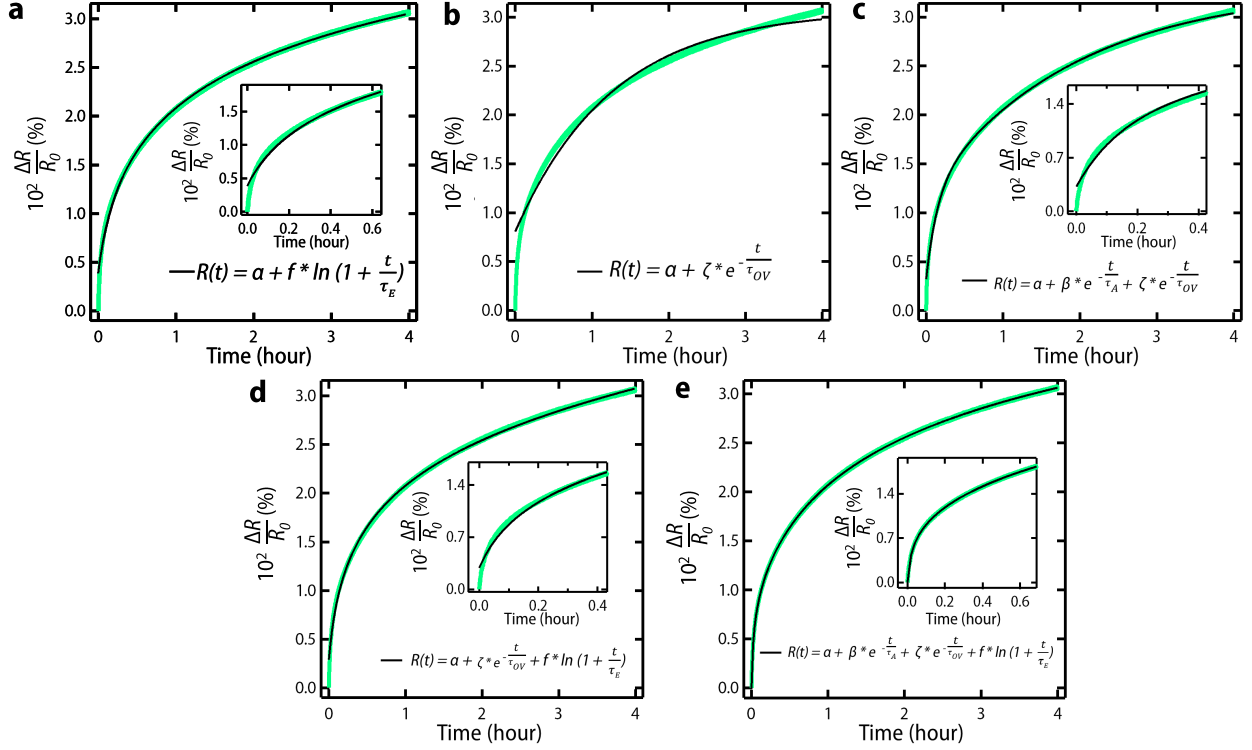 a
10² ΔR/R₀ (%)
3.0
2.5
2.0
1.5
1.0
0.5
0.0
0 1 2 3 4
Time (hour)
10² ΔR/R₀ (%)
1.5
1.0
0.5
0.0
0.0 0.2 0.4 0.6
Time (hour)
R(t) = α + f * ln (1 + t/τ_E)
b
10² ΔR/R₀ (%)
3.0
2.5
2.0
1.5
1.0
0.5
0.0
0 1 2 3 4
Time (hour)
R(t) = α + ζ * e^(-t/τ_OV)
c
10² ΔR/R₀ (%)
3.0
2.5
2.0
1.5
1.0
0.5
0.0
0 1 2 3 4
Time (hour)
10² ΔR/R₀ (%)
1.4
0.7
0.0
0.0 0.2 0.4
Time (hour)
R(t) = α + β * e^(-t/τ_A) + ζ * e^(-t/τ_OV)
d
10² ΔR/R₀ (%)
3.0
2.5
2.0
1.5
1.0
0.5
0.0
0 1 2 3 4
Time (hour)
10² ΔR/R₀ (%)
1.4
0.7
0.0
0.0 0.2 0.4
Time (hour)
R(t) = α + ζ * e^(-t/τ_OV) + f * ln (1 + t/τ_E)
e
10² ΔR/R₀ (%)
3.0
2.5
2.0
1.5
1.0
0.5
0.0
0 1 2 3 4
Time (hour)
10² ΔR/R₀ (%)
1.4
0.7
0.0
0.0 0.2 0.4 0.6
Time (hour)
R(t) = α + β * e^(-t/τ_A) + ζ * e^(-t/τ_OV) + f * ln (1 + t/τ_E)